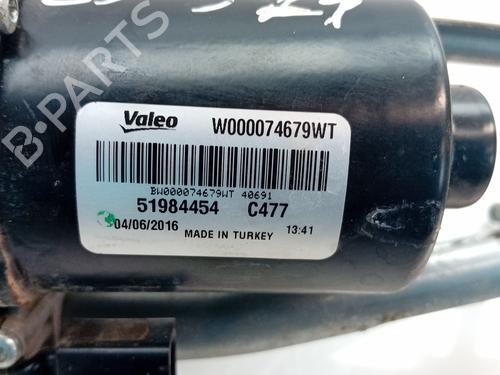 B-PARTS
Valeo W000074679WT
BW000074679WT 40691
51984454 C477
04/06/2016 MADE IN TURKEY 13:41